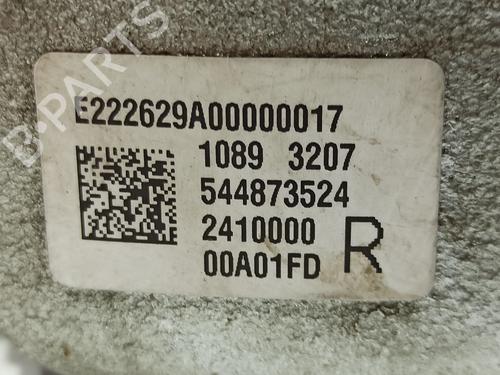 E222629A00000017
1089 3207
544873524
2410000
00A01FD R
B-PARTS